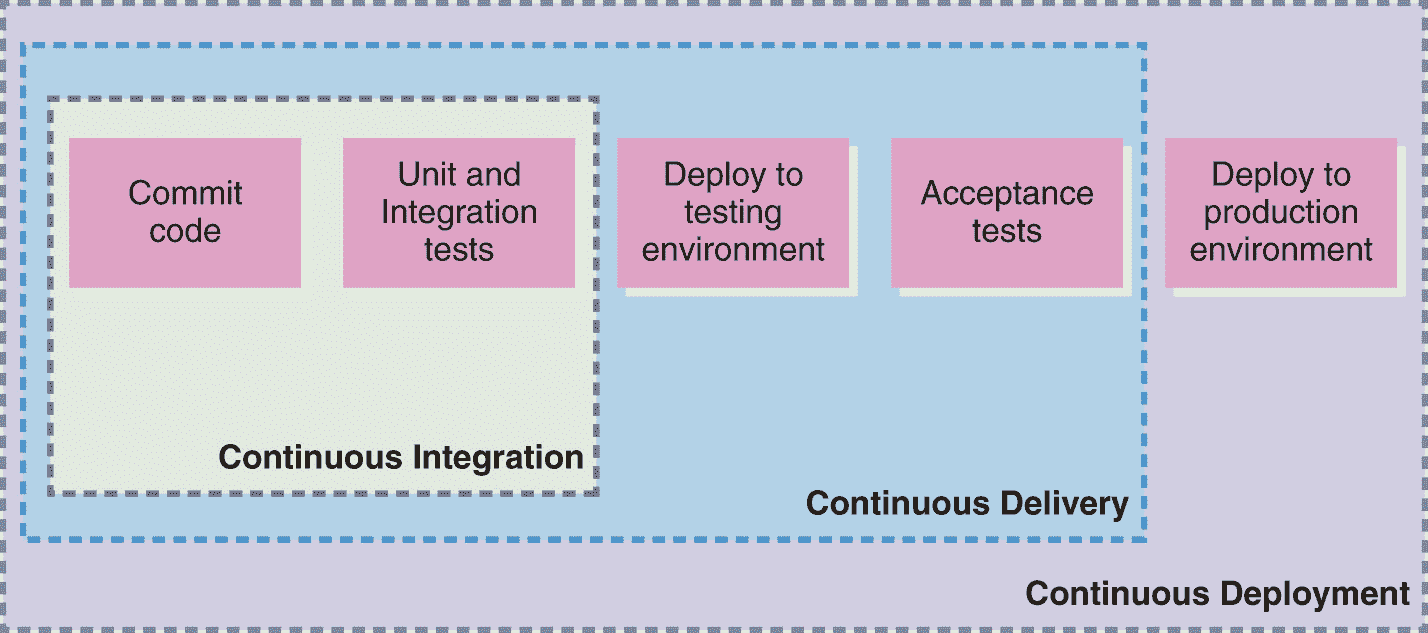 Commit
code
Unit and
Integration
tests
Deploy to
testing
environment
Acceptance
tests
Deploy to
production
environment
Continuous Integration
Continuous Delivery
Continuous Deployment